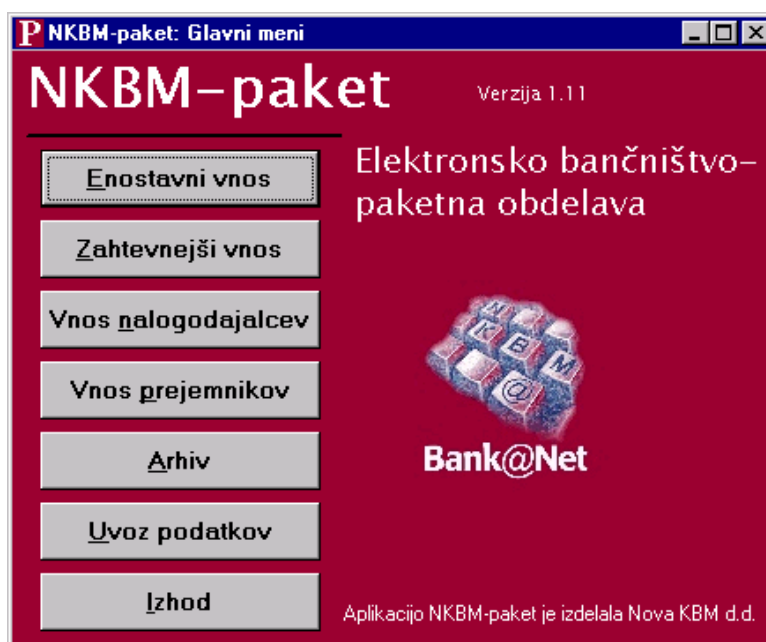 P NKBM-paket: Glavni meni
NKBM-paket
Verzija 1.11
Elektronsko bančništvo-
paketna obdelava
Enostavni vnos
Zahtevnejši vnos
Vnos nalogodajalcev
Vnos prejemnikov
Arhiv
Uvoz podatkov
Izhod
N
K B M
@
Bank@Net
Aplikacijo NKBM-paket je izdelala Nova KBM d.d.